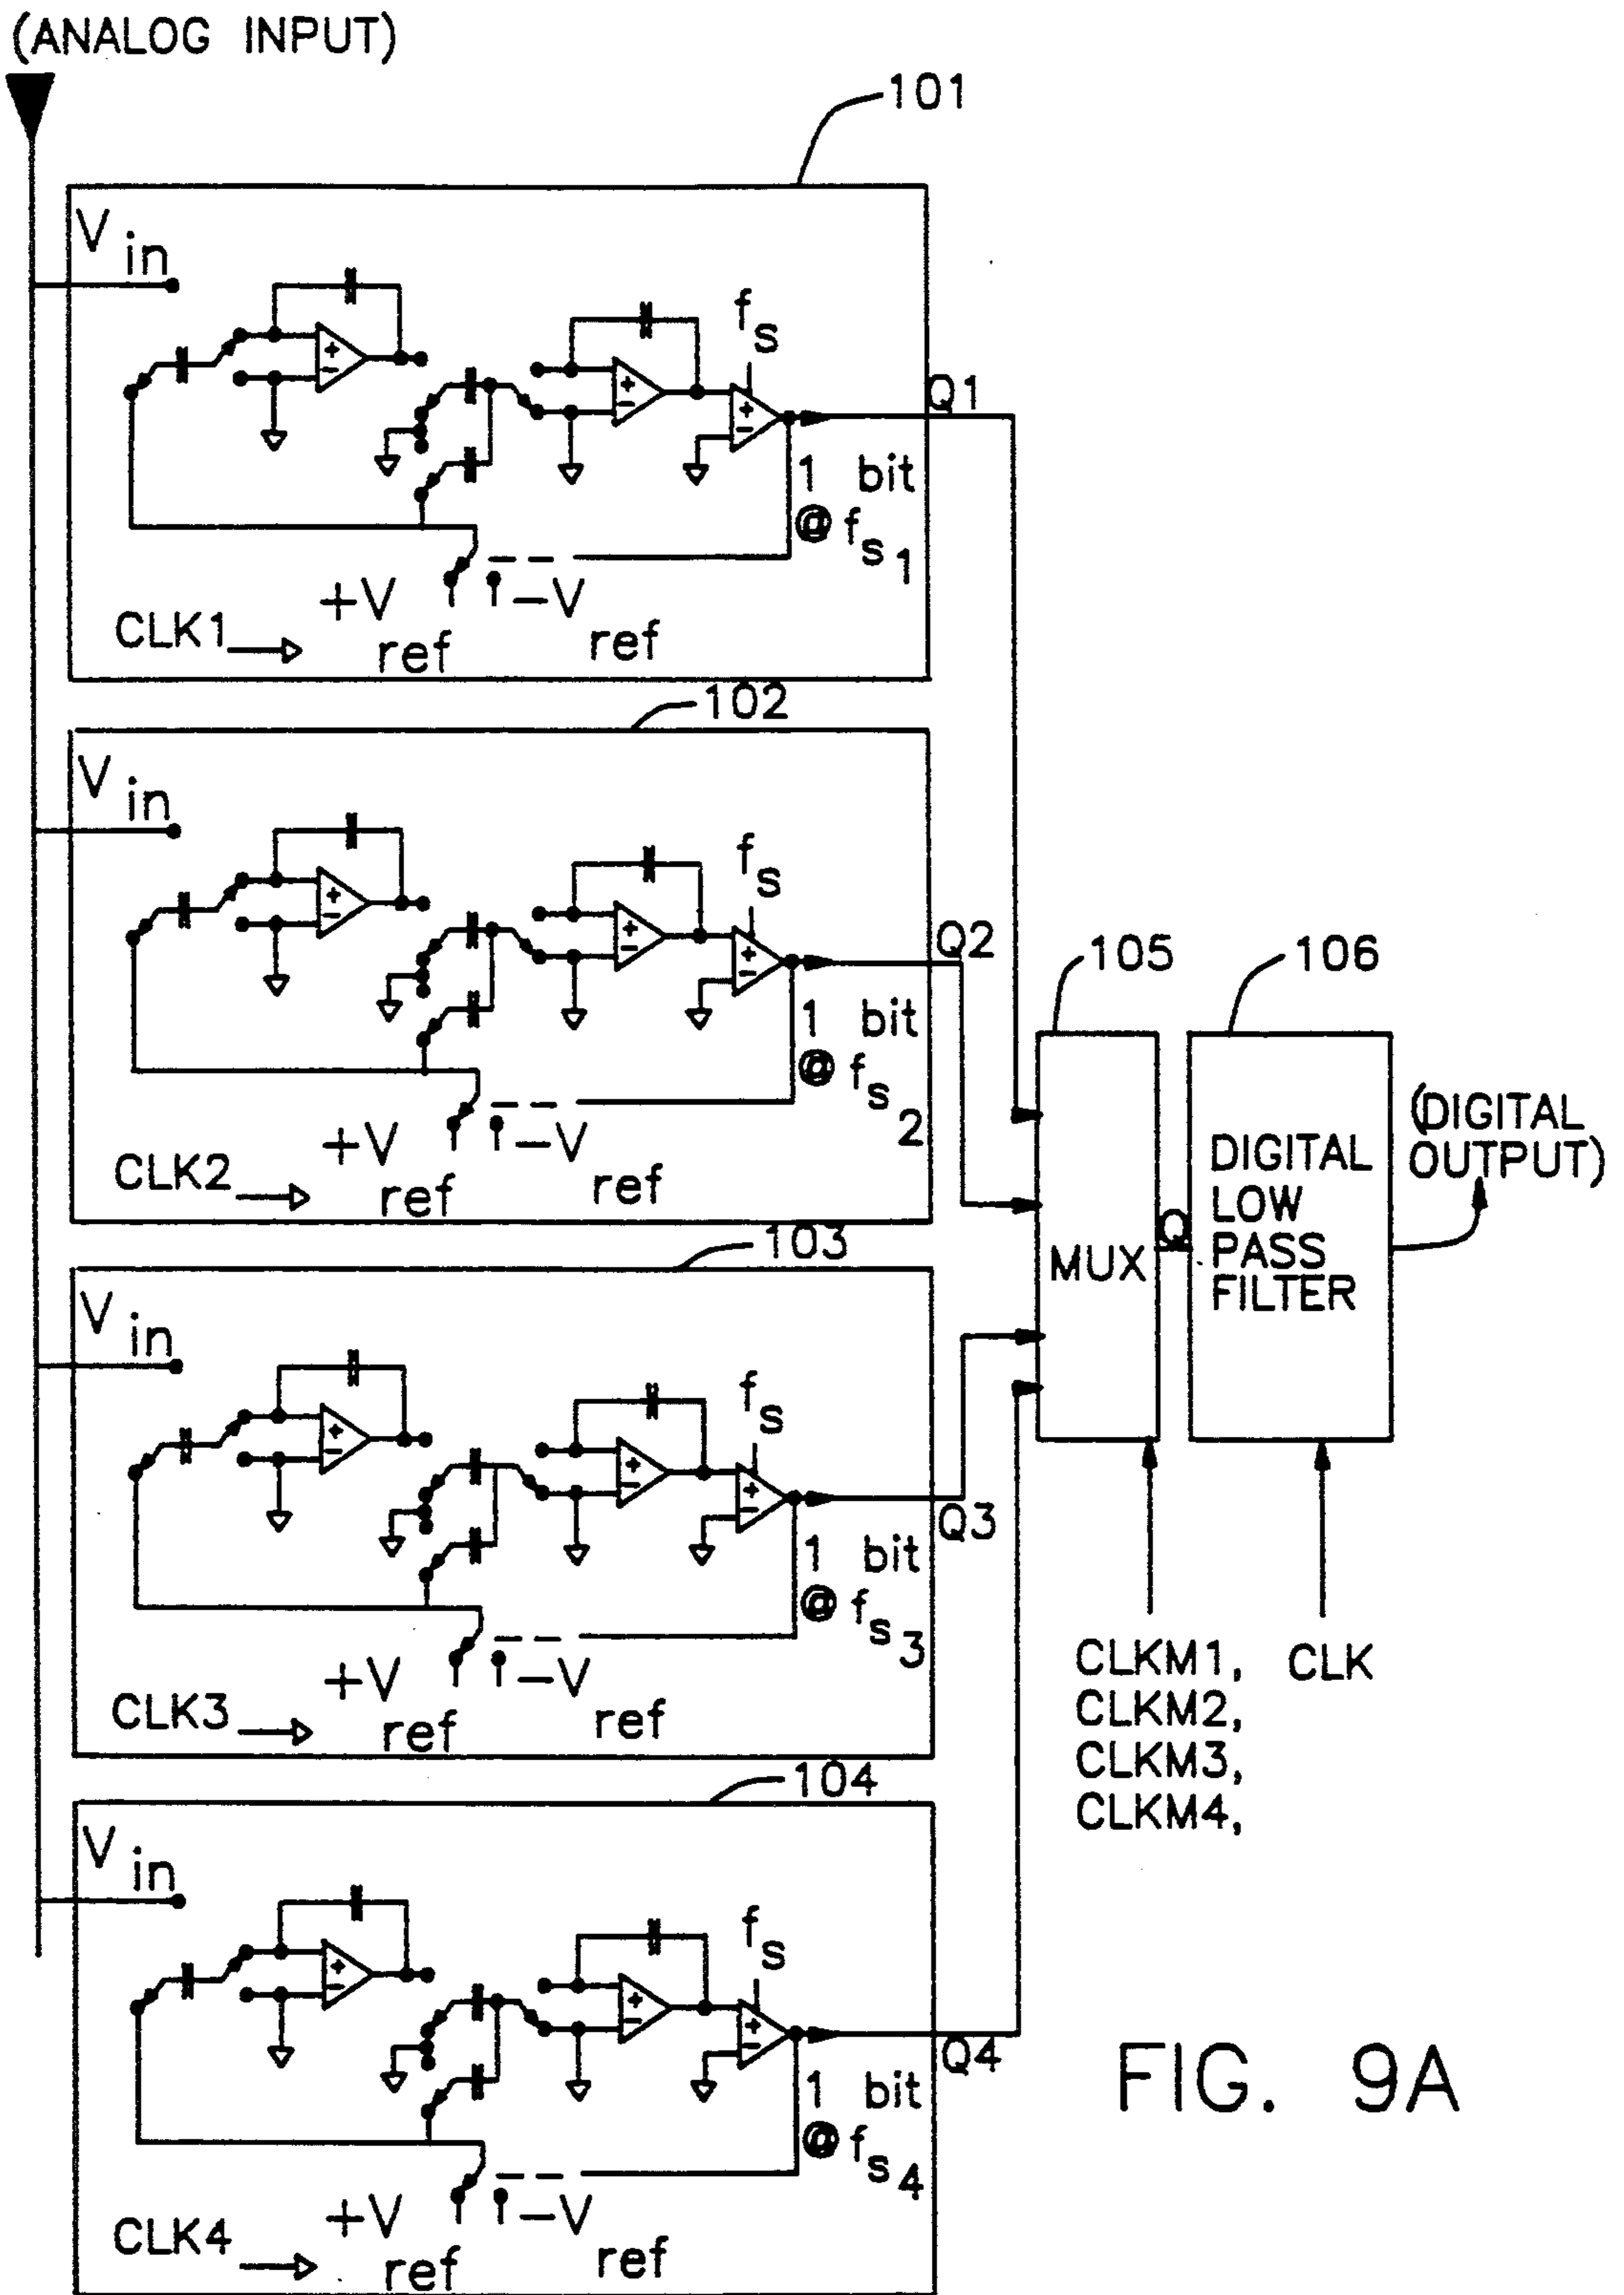 (ANALOG INPUT)
101
V in
f s
+ -
+ -
+ -
Q1
1 bit
@ f s 1
+V ref
-V ref
CLK1
102
V in
f s
+ -
+ -
+ -
Q2
1 bit
@ f s 2
+V ref
-V ref
CLK2
103
V in
f s
+ -
+ -
+ -
Q3
1 bit
@ f s 3
+V ref
-V ref
CLK3
104
V in
f s
+ -
+ -
+ -
Q4
1 bit
@ f s 4
+V ref
-V ref
CLK4
105
MUX
Q
106
DIGITAL
LOW
PASS
FILTER
(DIGITAL
OUTPUT)
CLKM1,
CLKM2,
CLKM3,
CLKM4,
CLK
FIG. 9A